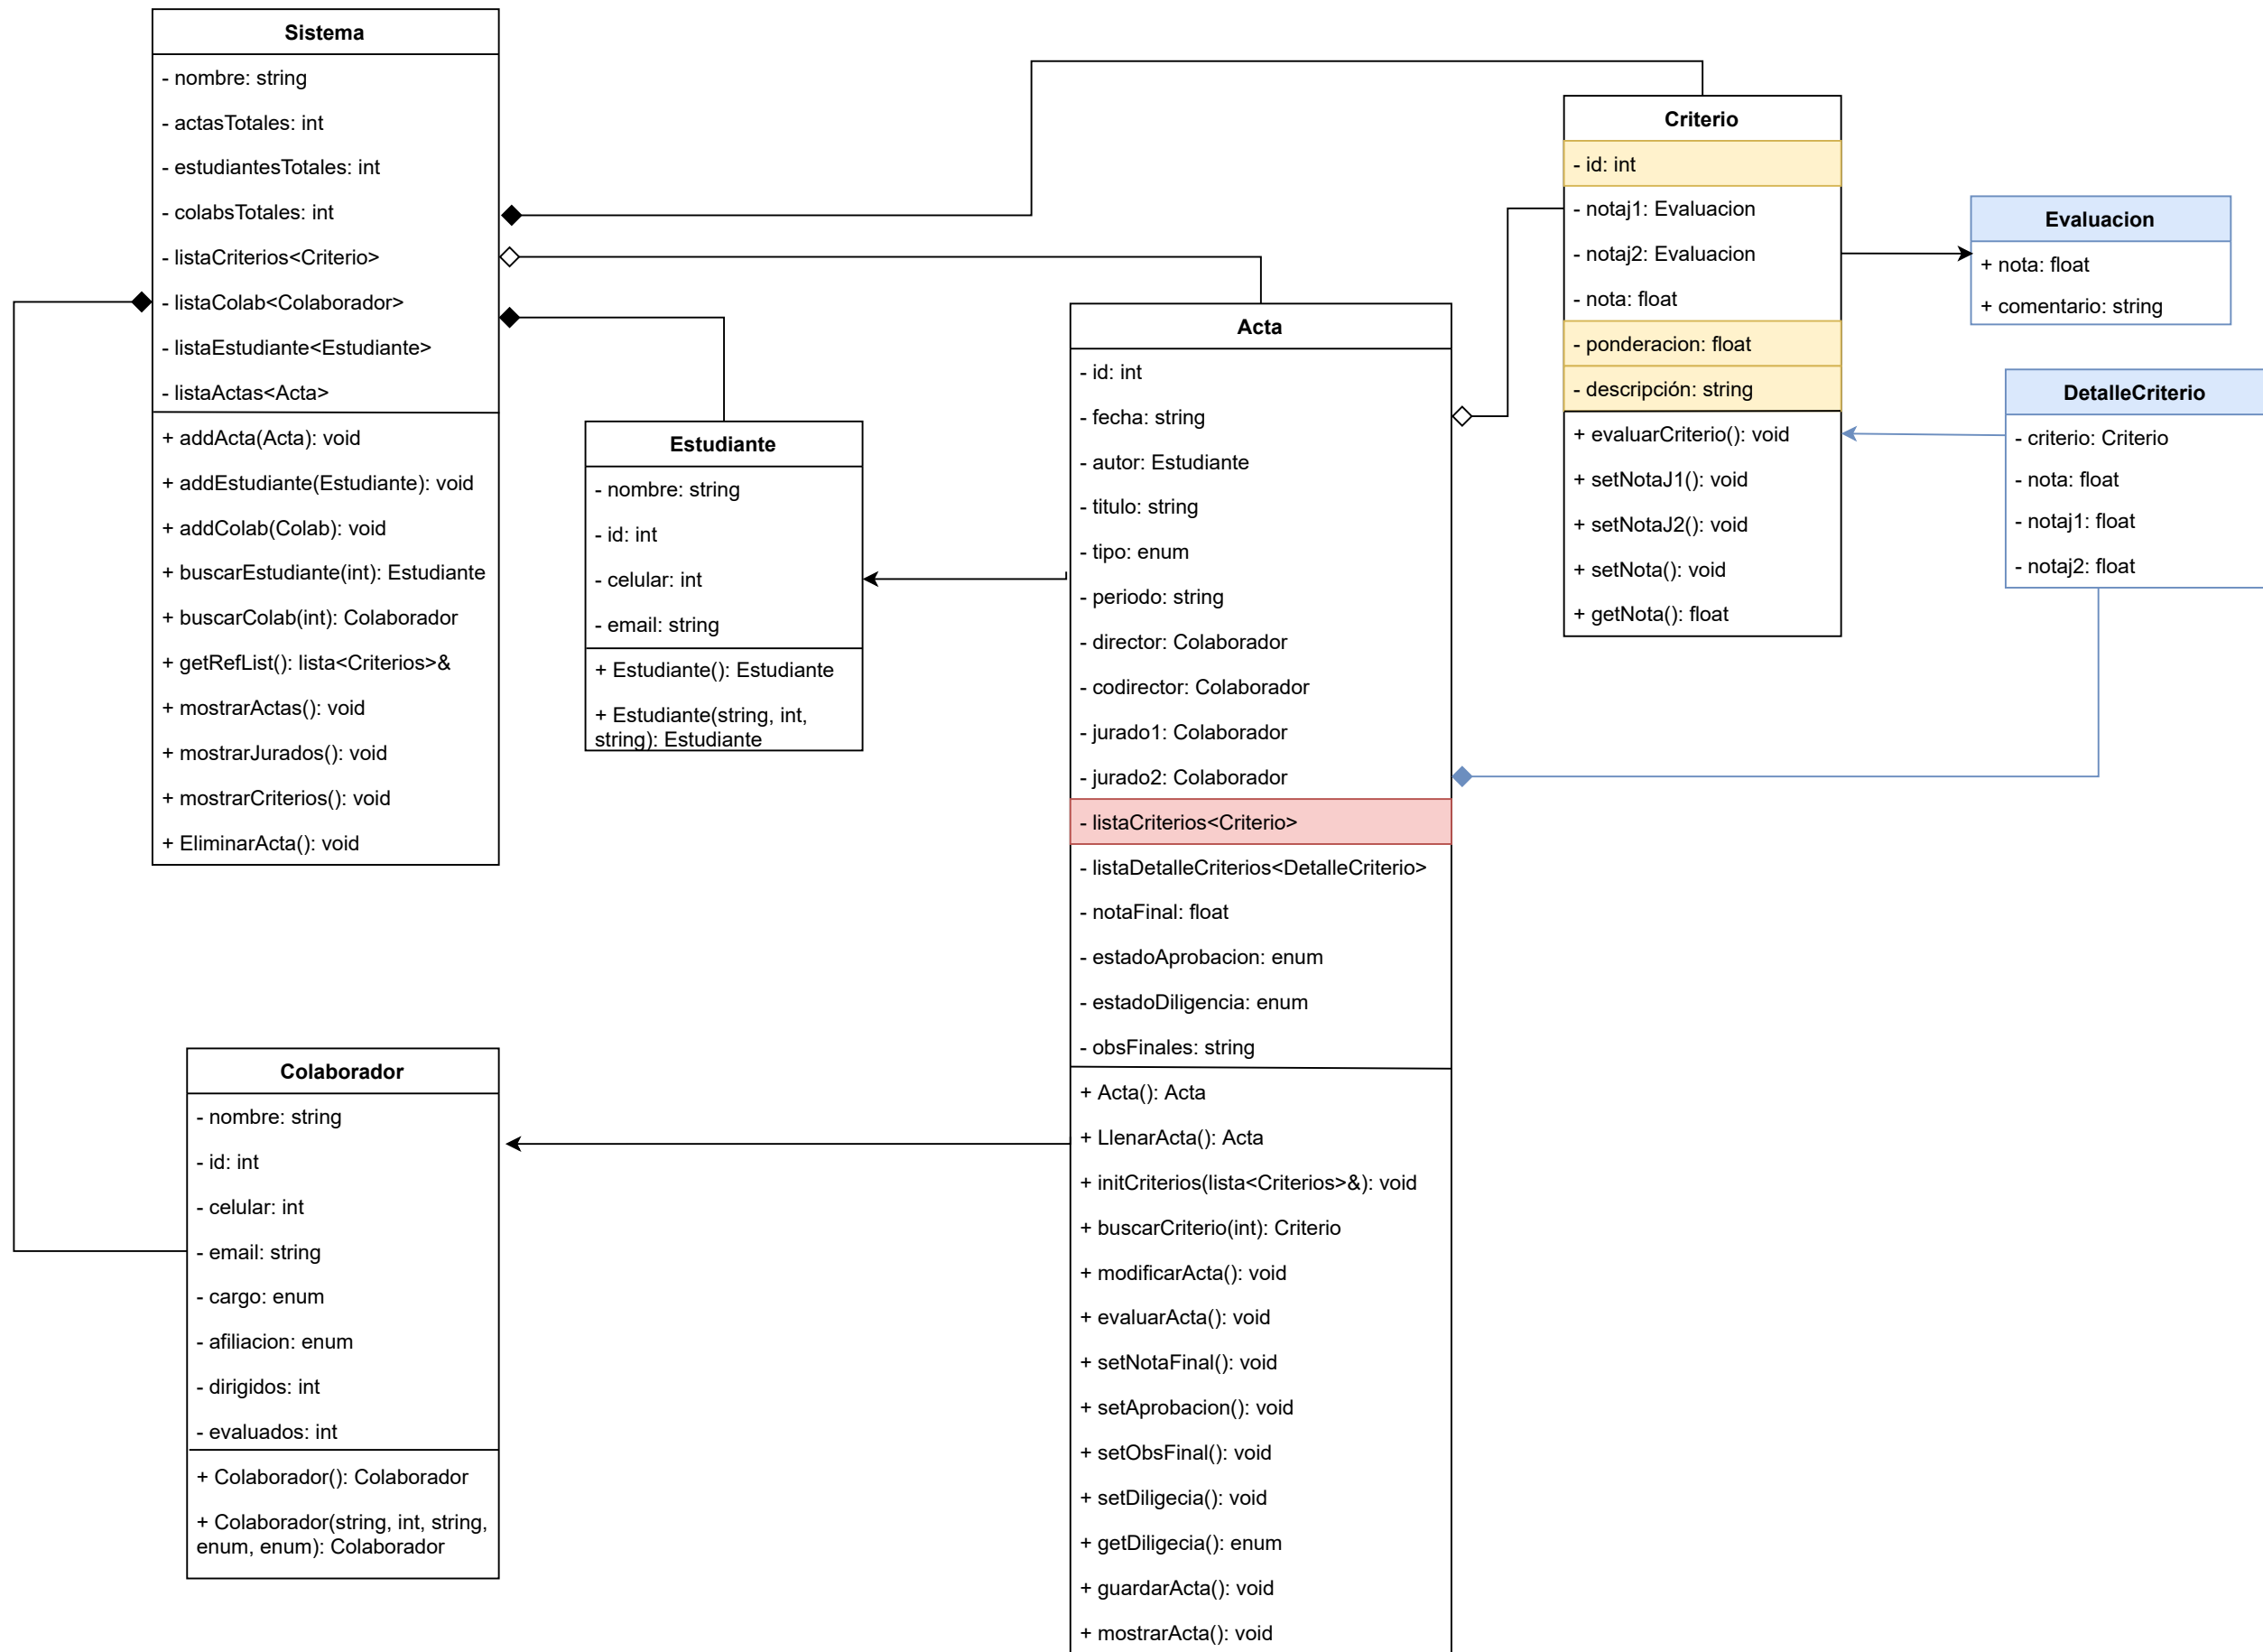 Sistema
- nombre: string
- actasTotales: int
- estudiantesTotales: int
- colabsTotales: int
- listaCriterios<Criterio>
- listaColab<Colaborador>
- listaEstudiante<Estudiante>
- listaActas<Acta>
+ addActa(Acta): void
+ addEstudiante(Estudiante): void
+ addColab(Colab): void
+ buscarEstudiante(int): Estudiante
+ buscarColab(int): Colaborador
+ getRefList(): lista<Criterios>&
+ mostrarActas(): void
+ mostrarJurados(): void
+ mostrarCriterios(): void
+ EliminarActa(): void
Estudiante
- nombre: string
- id: int
- celular: int
- email: string
+ Estudiante(): Estudiante
+ Estudiante(string, int,
string): Estudiante
Colaborador
- nombre: string
- id: int
- celular: int
- email: string
- cargo: enum
- afiliacion: enum
- dirigidos: int
- evaluados: int
+ Colaborador(): Colaborador
+ Colaborador(string, int, string,
enum, enum): Colaborador
Acta
- id: int
- fecha: string
- autor: Estudiante
- titulo: string
- tipo: enum
- periodo: string
- director: Colaborador
- codirector: Colaborador
- jurado1: Colaborador
- jurado2: Colaborador
- listaCriterios<Criterio>
- listaDetalleCriterios<DetalleCriterio>
- notaFinal: float
- estadoAprobacion: enum
- estadoDiligencia: enum
- obsFinales: string
+ Acta(): Acta
+ LlenarActa(): Acta
+ initCriterios(lista<Criterios>&): void
+ buscarCriterio(int): Criterio
+ modificarActa(): void
+ evaluarActa(): void
+ setNotaFinal(): void
+ setAprobacion(): void
+ setObsFinal(): void
+ setDiligecia(): void
+ getDiligecia(): enum
+ guardarActa(): void
+ mostrarActa(): void
Criterio
- id: int
- notaj1: Evaluacion
- notaj2: Evaluacion
- nota: float
- ponderacion: float
- descripción: string
+ evaluarCriterio(): void
+ setNotaJ1(): void
+ setNotaJ2(): void
+ setNota(): void
+ getNota(): float
Evaluacion
+ nota: float
+ comentario: string
DetalleCriterio
- criterio: Criterio
- nota: float
- notaj1: float
- notaj2: float